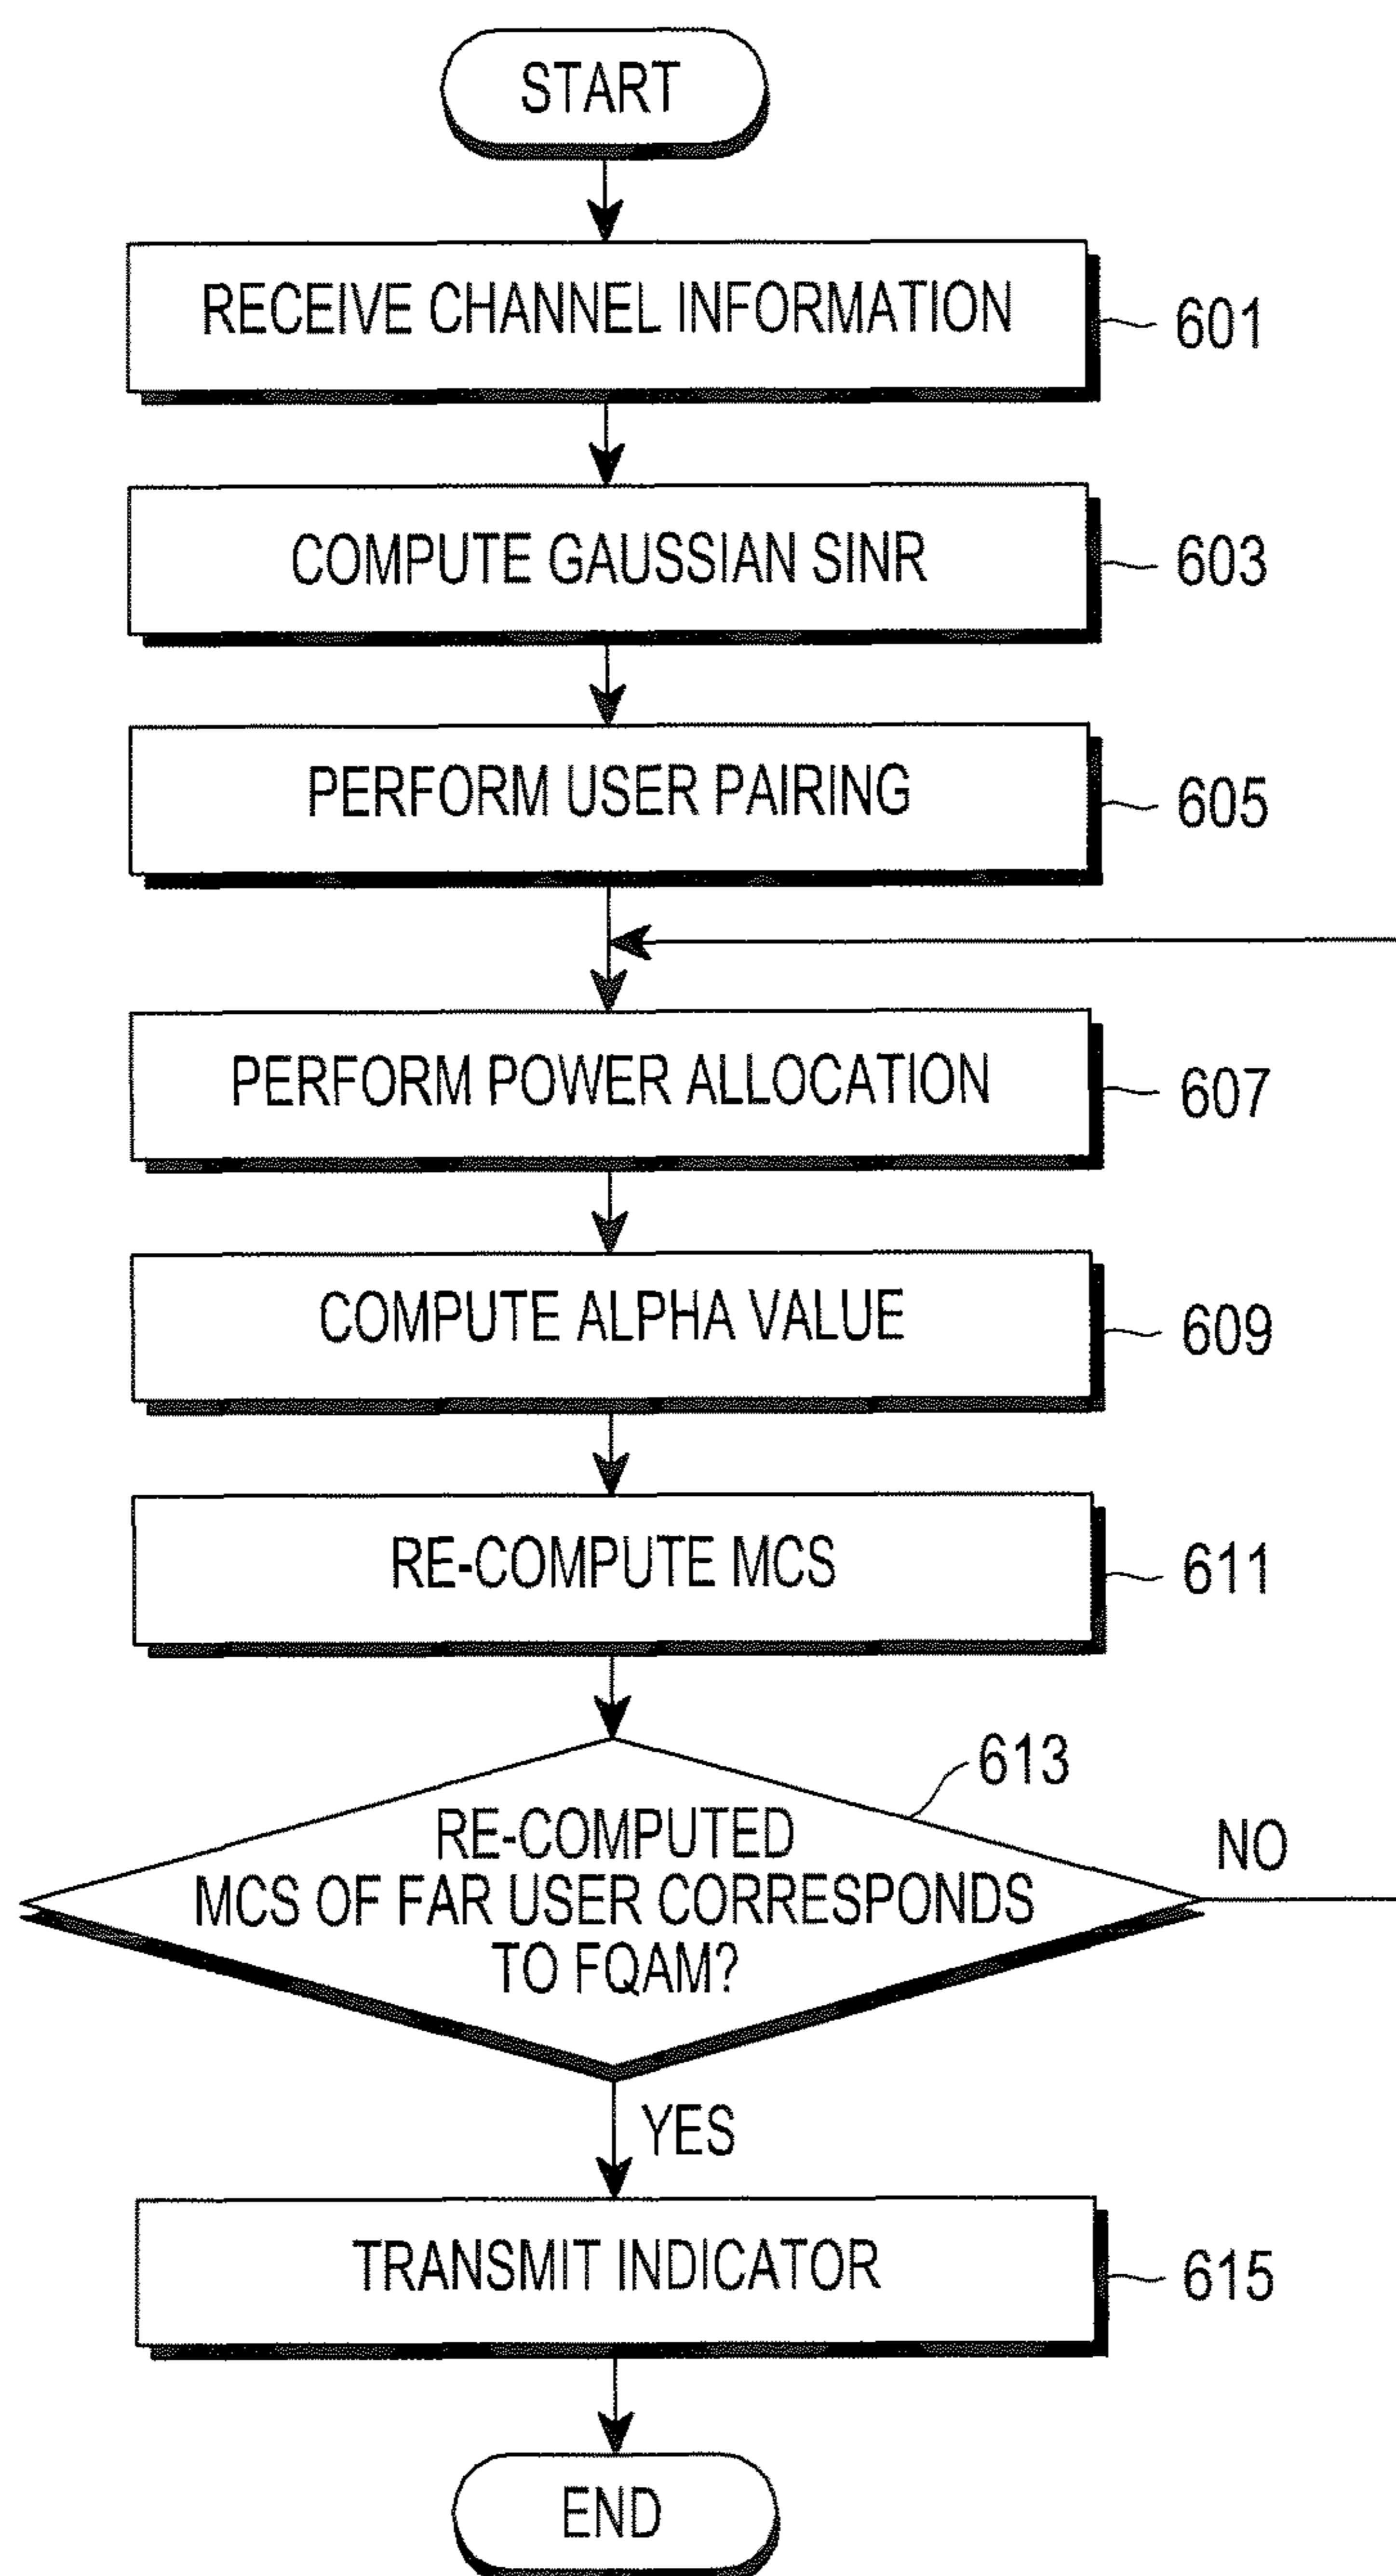 START
RECEIVE CHANNEL INFORMATION
601
COMPUTE GAUSSIAN SINR
603
PERFORM USER PAIRING
605
PERFORM POWER ALLOCATION
607
COMPUTE ALPHA VALUE
609
RE-COMPUTE MCS
611
613
RE-COMPUTED
MCS OF FAR USER CORRESPONDS
TO FQAM?
NO
YES
TRANSMIT INDICATOR
615
END